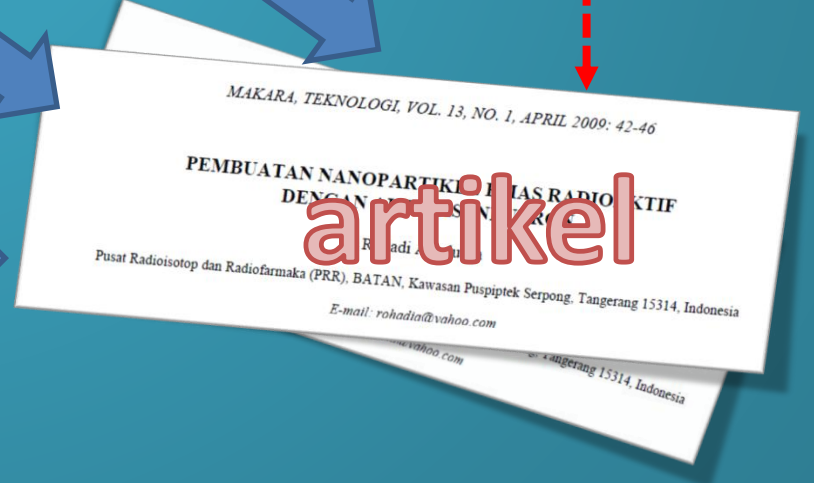 MAKARA, TEKNOLOGI, VOL. 13, NO. 1, APRIL 2009: 42-46
PEMBUATAN NANOPARTIKEL
DENGAN
artikel
Pusat Radioisotop dan Radiofarmaka (PRR), BATAN, Kawasan Puspiptek Serpong, Tangerang 15314, Indonesia
E-mail: rohadia@yahoo.com
Tangerang 15314, Indonesia